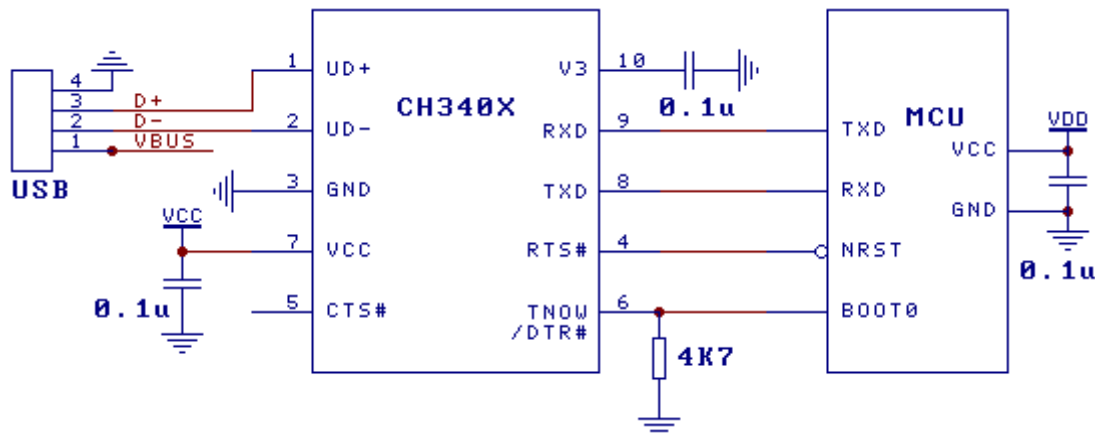 1 UD+ V3 10
4
3 D+
CH340X
0.1u
2 D- 2 UD- RXD 9 TXD MCU VDD
1 VBUS
VCC
USB
3 GND TXD 8 RXD
GND
VCC
7 VCC RTS# 4 NRST
0.1u
0.1u
5 CTS# TNOW 6 BOOT0
/DTR#
4K7